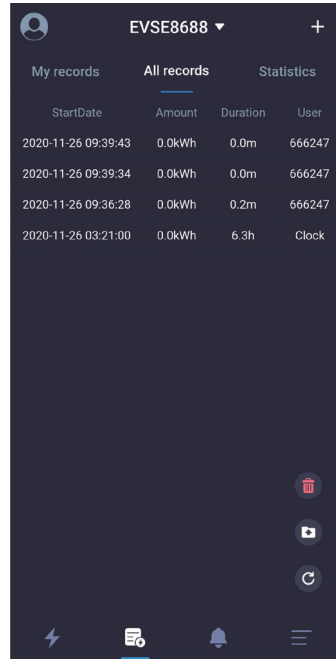 EVSE8688
My records All records Statistics
StartDate Amount Duration User
2020-11-26 09:39:43 0.0kWh 0.0m 666247
2020-11-26 09:39:34 0.0kWh 0.0m 666247
2020-11-26 09:36:28 0.0kWh 0.2m 666247
2020-11-26 03:21:00 0.0kWh 6.3h Clock